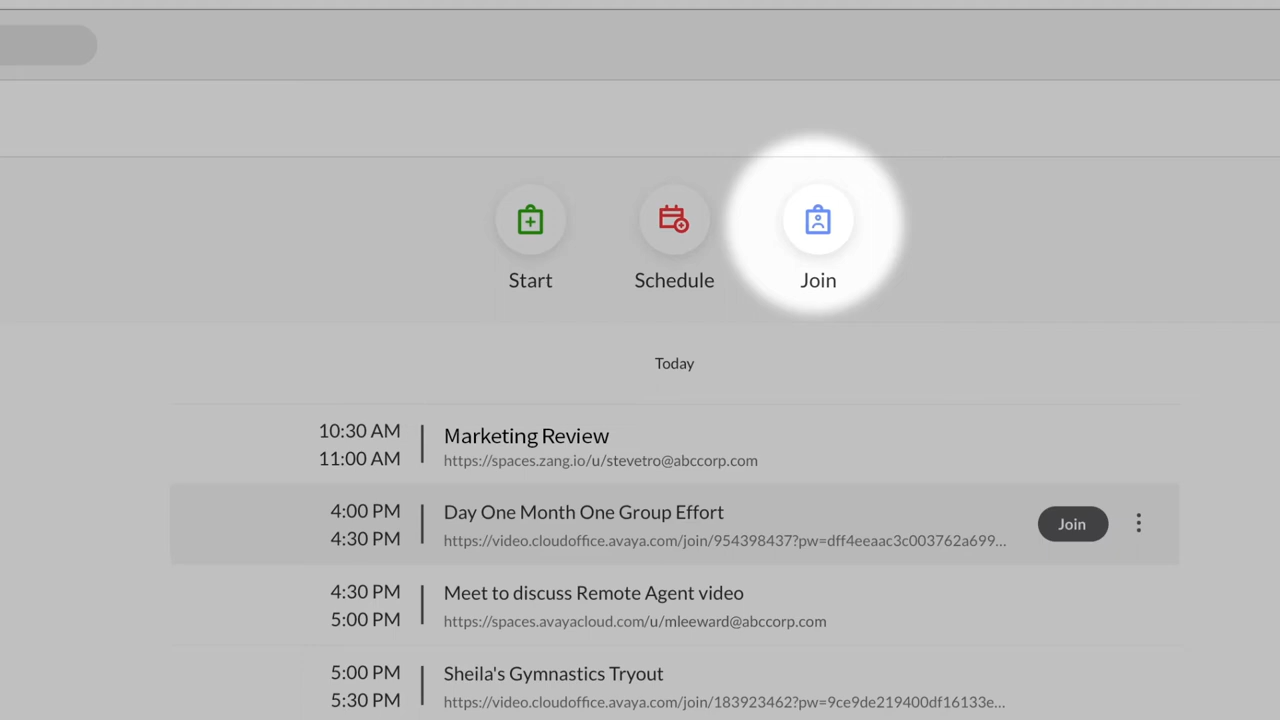 Start
Schedule
Join
Today
10:30 AM
11:00 AM
Marketing Review
https://spaces.zang.io/u/stevetro@abccorp.com
4:00 PM
4:30 PM
Day One Month One Group Effort
https://video.cloudoffice.avaya.com/join/954398437?pw=dff4eeaac3c003762a699...
Join
4:30 PM
5:00 PM
Meet to discuss Remote Agent video
https://spaces.avayacloud.com/u/mleeward@abccorp.com
5:00 PM
5:30 PM
Sheila's Gymnastics Tryout
https://video.cloudoffice.avaya.com/join/183923462?pw=9ce9de219400df16133e...